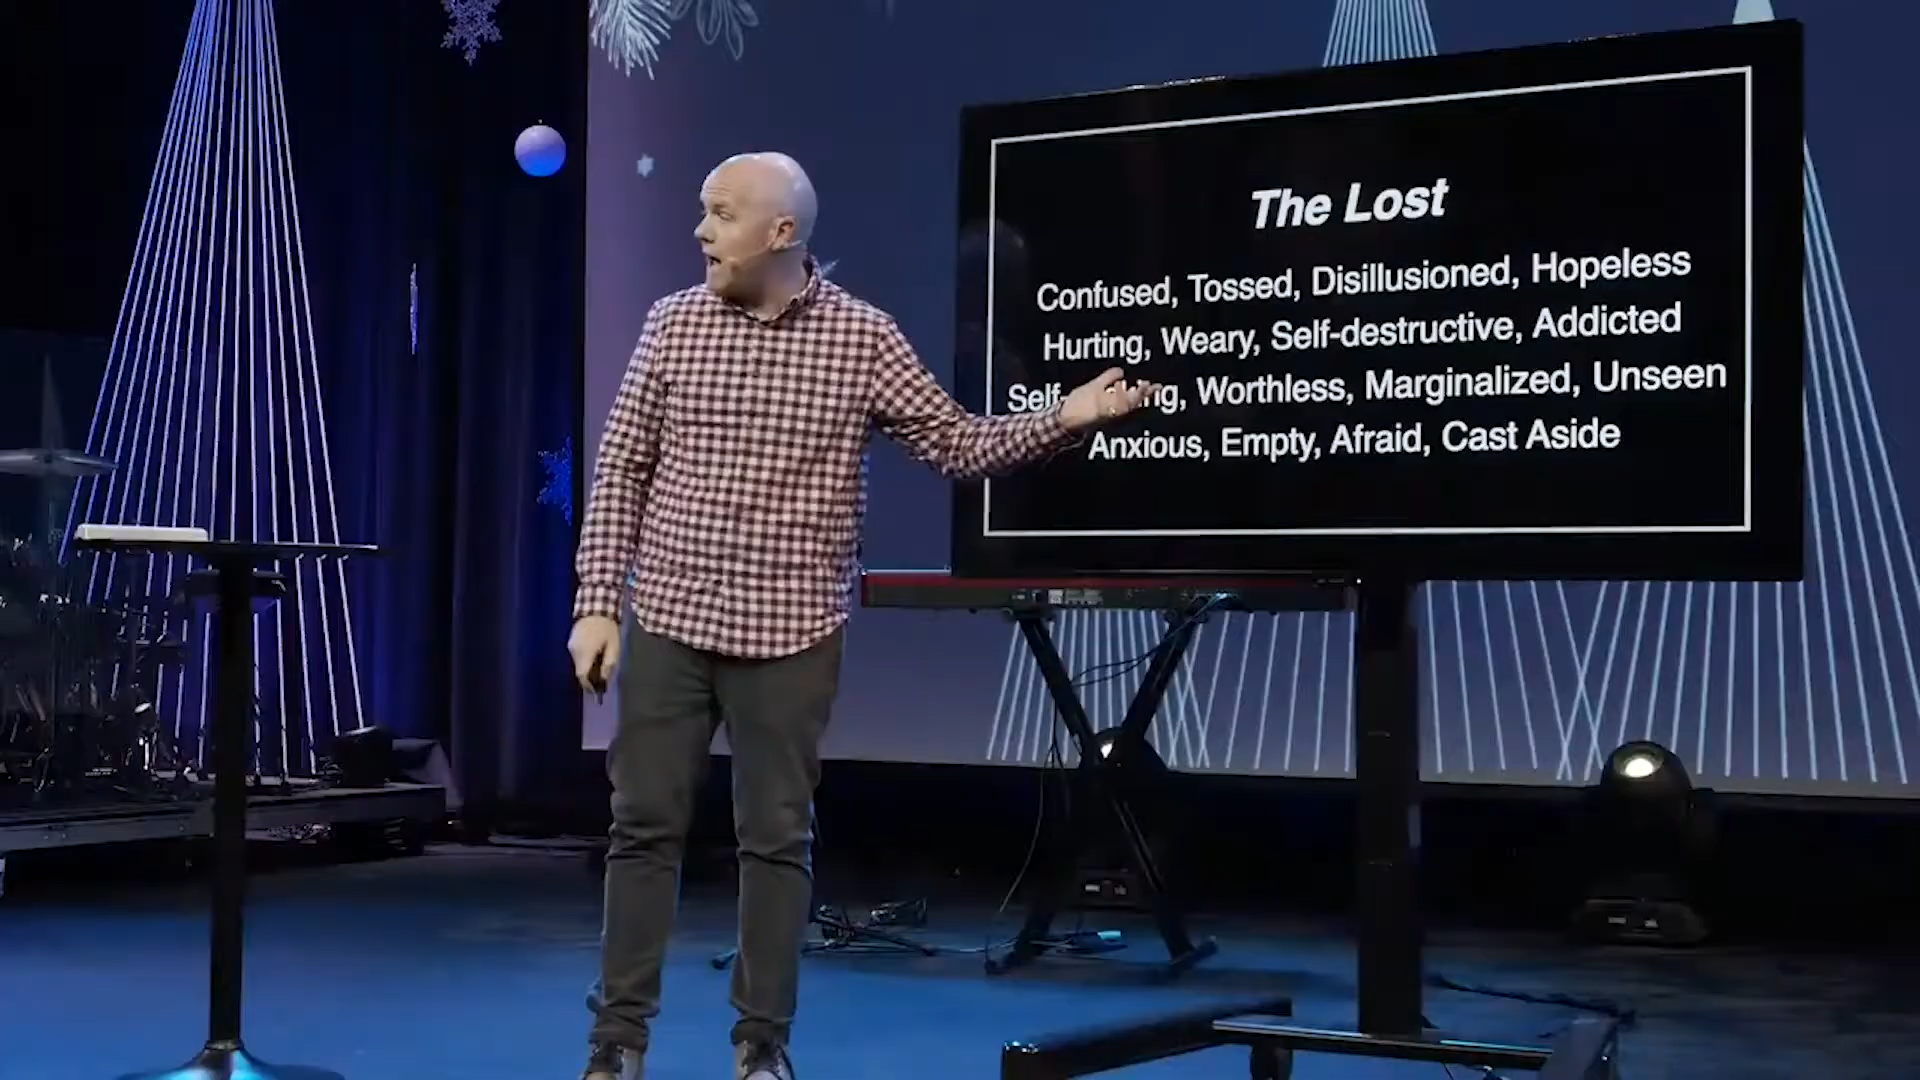 The Lost
Confused, Tossed, Disillusioned, Hopeless
Hurting, Weary, Self-destructive, Addicted
Worthless, Marginalized, Unseen
Anxious, Empty, Afraid, Cast Aside